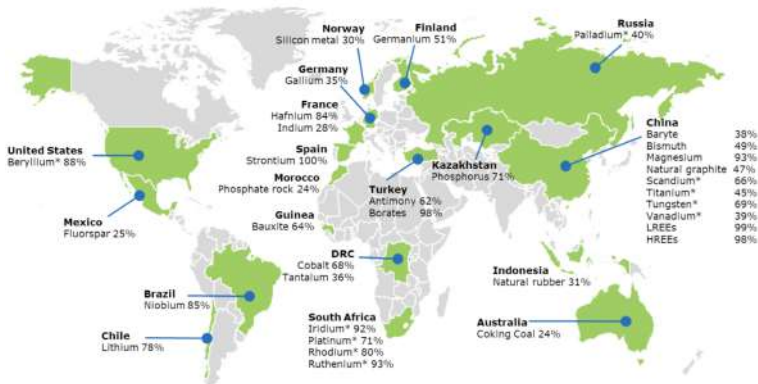 Norway
Silicon metal 30%
Finland
Germanium 51%
Russia
Palladium* 40%
Germany
Gallium 35%
France
Hafnium 84%
Indium 28%
Spain
Strontium 100%
Morocco
Phosphate rock 24%
United States
Beryllium* 88%
Mexico
Fluorspar 25%
Guinea
Bauxite 64%
Turkey
Antimony 62%
Borates 98%
Kazakhstan
Phosphorus 71%
China
Baryte 38%
Bismuth 49%
Magnesium 93%
Natural graphite 47%
Scandium* 66%
Titanium* 45%
Tungsten* 69%
Vanadium* 39%
LREEs 99%
HREEs 98%
DRC
Cobalt 68%
Tantalum 36%
Indonesia
Natural rubber 31%
Brazil
Niobium 85%
Chile
Lithium 78%
South Africa
Iridium* 92%
Platinum* 71%
Rhodium* 80%
Ruthenium* 93%
Australia
Coking Coal 24%